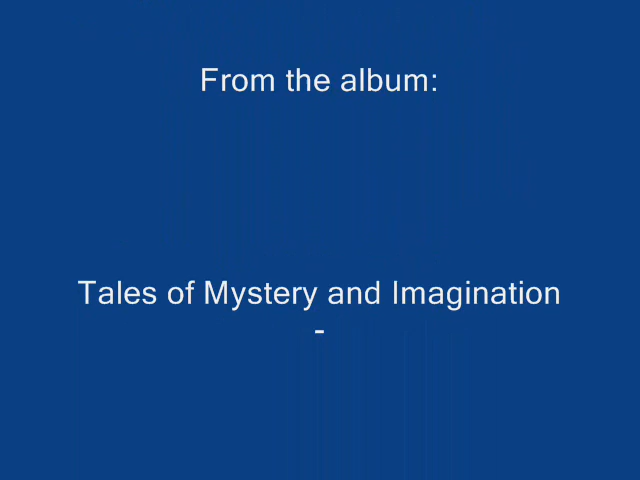 From the album:
Tales of Mystery and Imagination
-